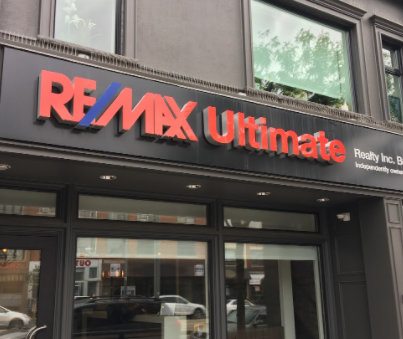 RE/MAX Ultimate
Realty Inc.
Independently